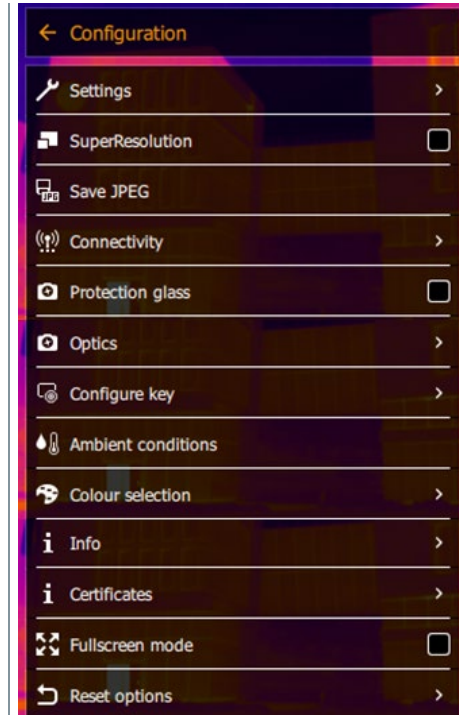 Configuration
Settings
SuperResolution
JPG
Save JPEG
Connectivity
Protection glass
Optics
Configure key
Ambient conditions
Colour selection
Info
Certificates
Fullscreen mode
Reset options